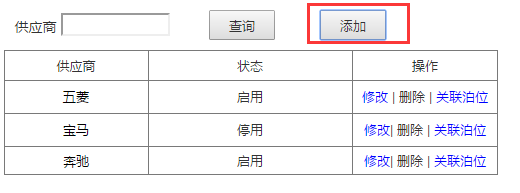 供应商 查询 添加
供应商 状态 操作
五菱 启用 修改 | 删除 | 关联泊位
宝马 停用 修改| 删除 | 关联泊位
奔驰 启用 修改| 删除 | 关联泊位